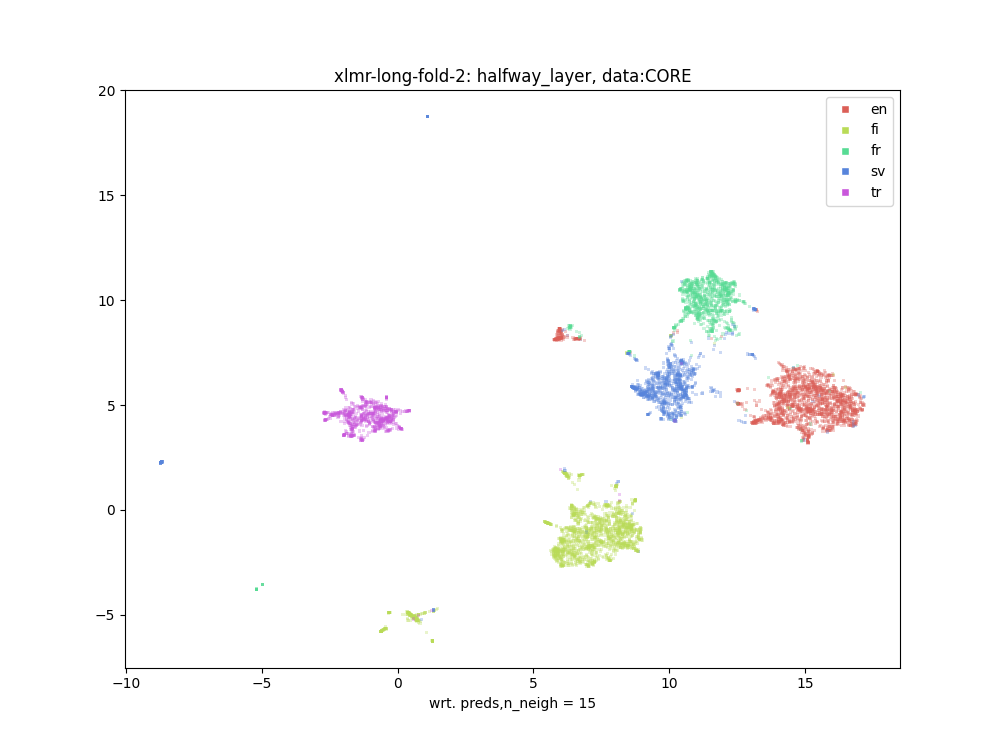 xlmr-long-fold-2: halfway_layer, data:CORE
en
fi
fr
sv
tr
20
15
10
5
0
−5
−10
−5
0
5
10
15
wrt. preds,n_neigh = 15